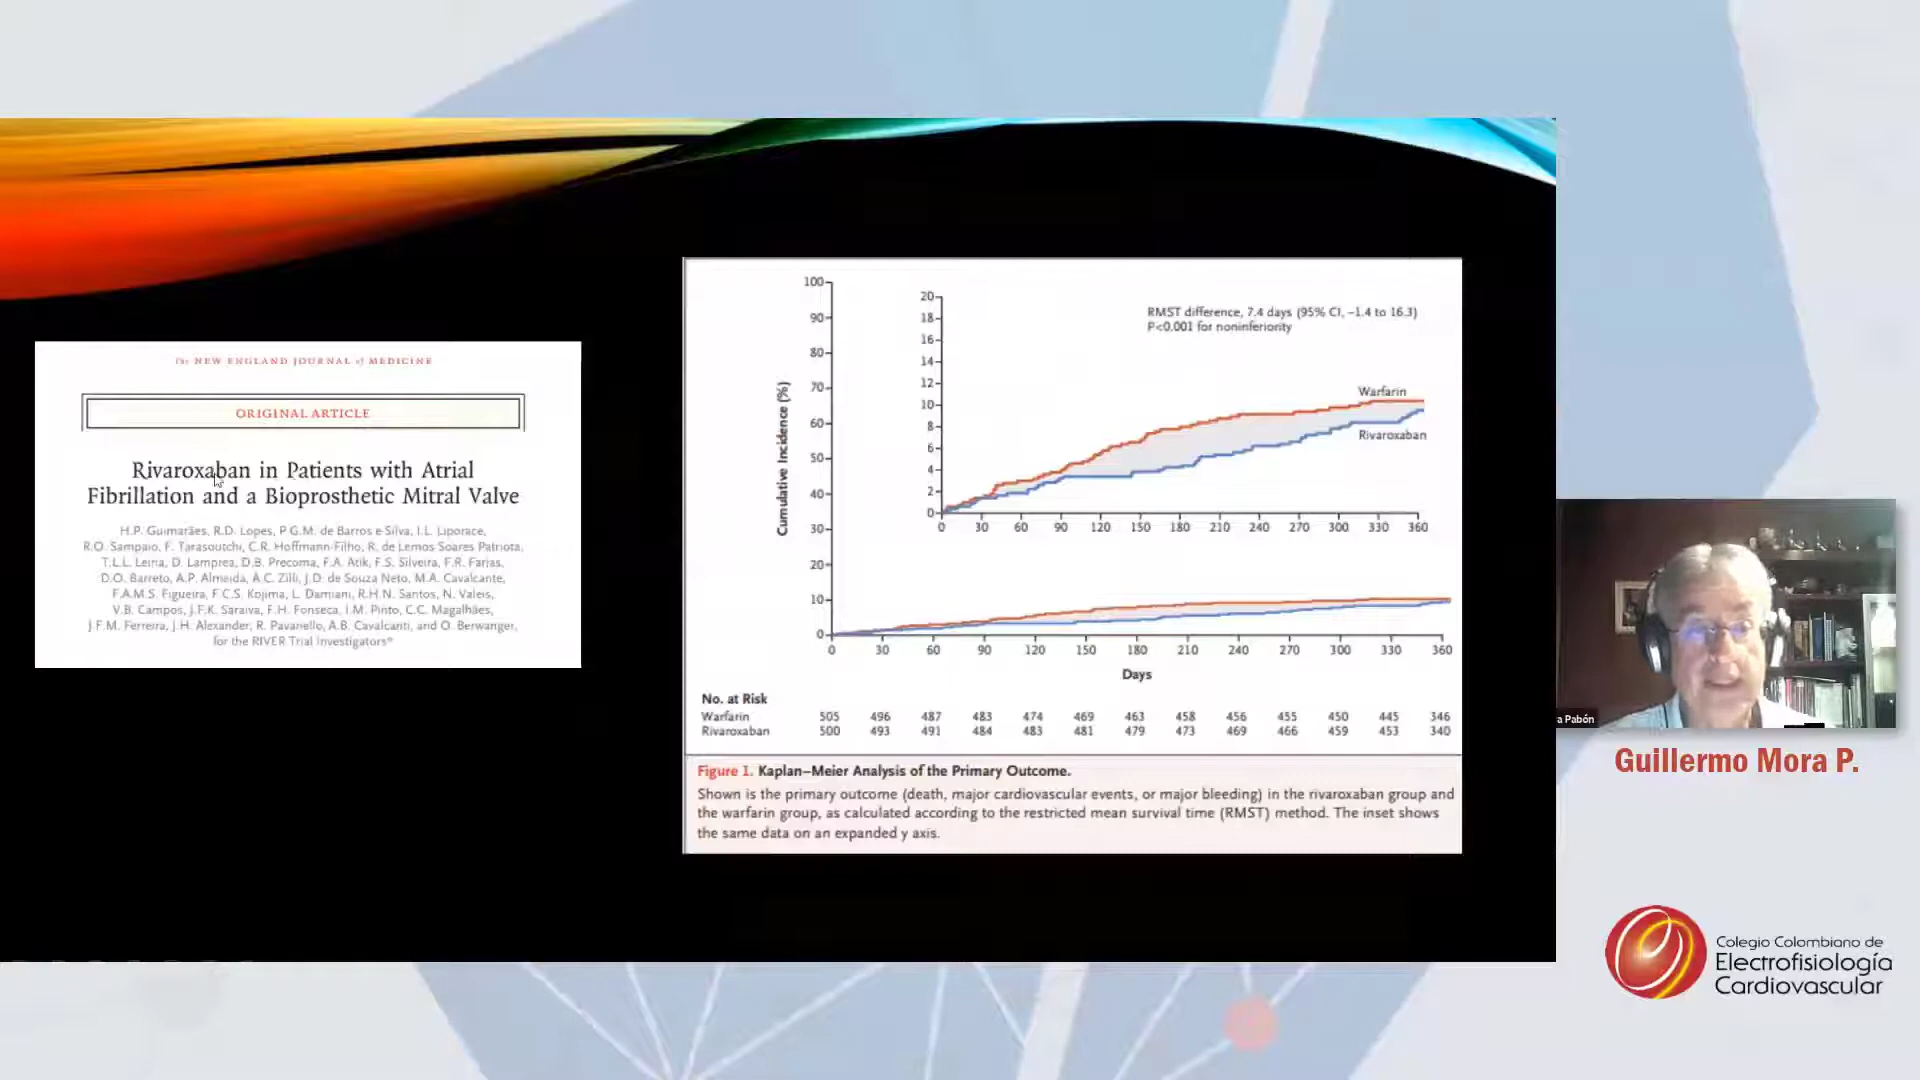 The NEW ENGLAND JOURNAL of MEDICINE
ORIGINAL ARTICLE
Rivaroxaban in Patients with Atrial
Fibrillation and a Bioprosthetic Mitral Valve
H.P. Guimarães, R.D. Lopes, P.G.M. de Barros e Silva, I.L. Liporace,
R.O. Sampaio, F. Tarasoutchi, C.R. Hoffmann-Filho, R. de Lemos Soares Patriota,
T.L.L. Leiria, D. Lamprea, D.B. Precoma, F.A. Atik, F.S. Silveira, F.R. Farias,
D.O. Barreto, A.P. Almeida, A.C. Zilli, J.D. de Souza Neto, M.A. Cavalcante,
F.A.M.S. Figueira, F.C.S. Kojima, L. Damiani, R.H.N. Santos, N. Valeis,
V.B. Campos, J.F.K. Saraiva, F.H. Fonseca, I.M. Pinto, C.C. Magalhães,
J.F.M. Ferreira, J.H. Alexander, R. Pavanello, A.B. Cavalcanti, and O. Berwanger,
for the RIVER Trial Investigators*
Cumulative Incidence (%)
100
90
80
70
60
50
40
30
20
10
0
20
18
16
14
12
10
8
6
4
2
0
RMST difference, 7.4 days (95% CI, −1.4 to 16.3)
P<0.001 for noninferiority
Warfarin
Rivaroxaban
0 30 60 90 120 150 180 210 240 270 300 330 360
0 30 60 90 120 150 180 210 240 270 300 330 360
Days
No. at Risk
Warfarin 505 496 487 483 474 469 463 458 456 455 450 445 346
Rivaroxaban 500 493 491 484 483 481 479 473 469 466 459 453 340
Figure 1. Kaplan–Meier Analysis of the Primary Outcome.
Shown is the primary outcome (death, major cardiovascular events, or major bleeding) in the rivaroxaban group and
the warfarin group, as calculated according to the restricted mean survival time (RMST) method. The inset shows
the same data on an expanded y axis.
a Pabón
Guillermo Mora P.
Colegio Colombiano de
Electrofisiología
Cardiovascular